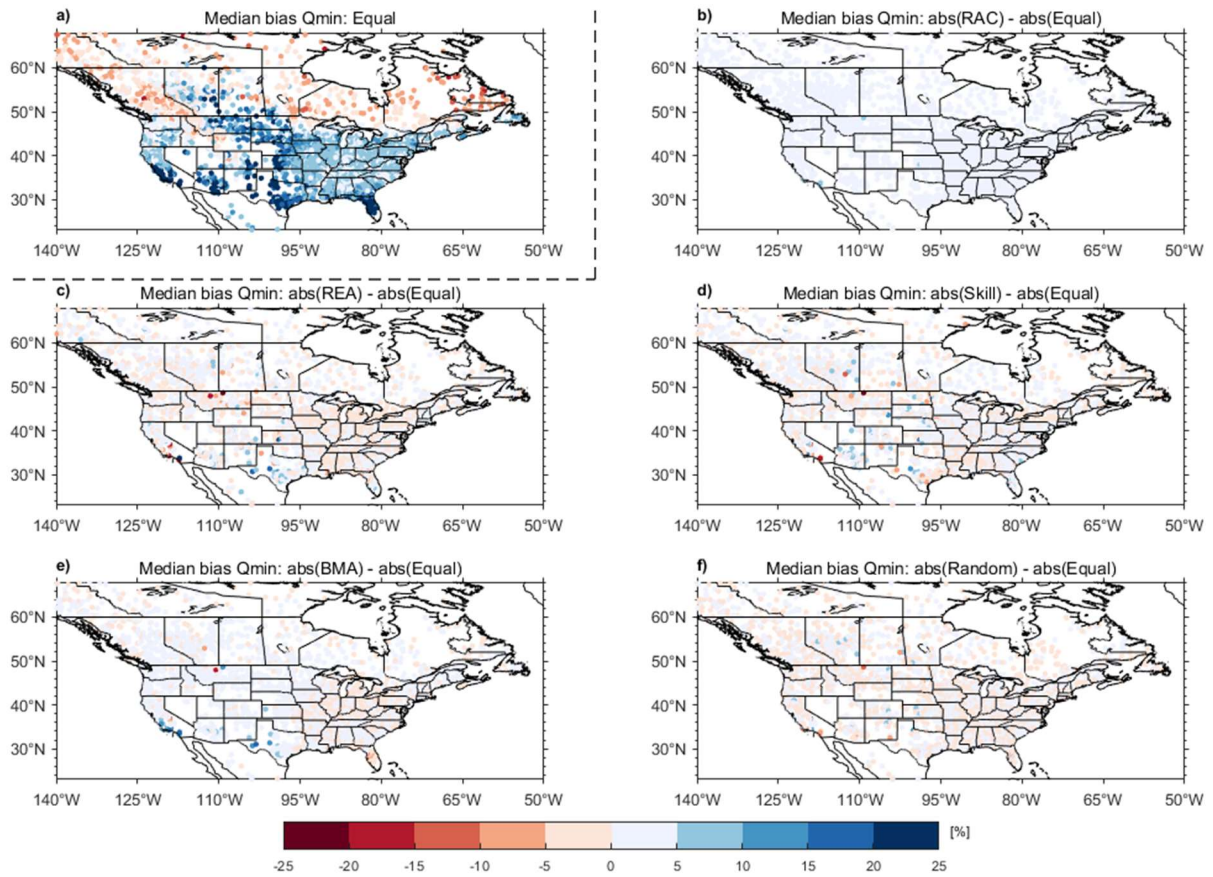 a) Median bias Qmin: Equal
60°N
50°N
40°N
30°N
140°W 125°W 110°W 95°W 80°W 65°W 50°W
b) Median bias Qmin: abs(RAC) - abs(Equal)
60°N
50°N
40°N
30°N
140°W 125°W 110°W 95°W 80°W 65°W 50°W
c) Median bias Qmin: abs(REA) - abs(Equal)
60°N
50°N
40°N
30°N
140°W 125°W 110°W 95°W 80°W 65°W 50°W
d) Median bias Qmin: abs(Skill) - abs(Equal)
60°N
50°N
40°N
30°N
140°W 125°W 110°W 95°W 80°W 65°W 50°W
e) Median bias Qmin: abs(BMA) - abs(Equal)
60°N
50°N
40°N
30°N
140°W 125°W 110°W 95°W 80°W 65°W 50°W
f) Median bias Qmin: abs(Random) - abs(Equal)
60°N
50°N
40°N
30°N
140°W 125°W 110°W 95°W 80°W 65°W 50°W
[%]
-25 -20 -15 -10 -5 0 5 10 15 20 25